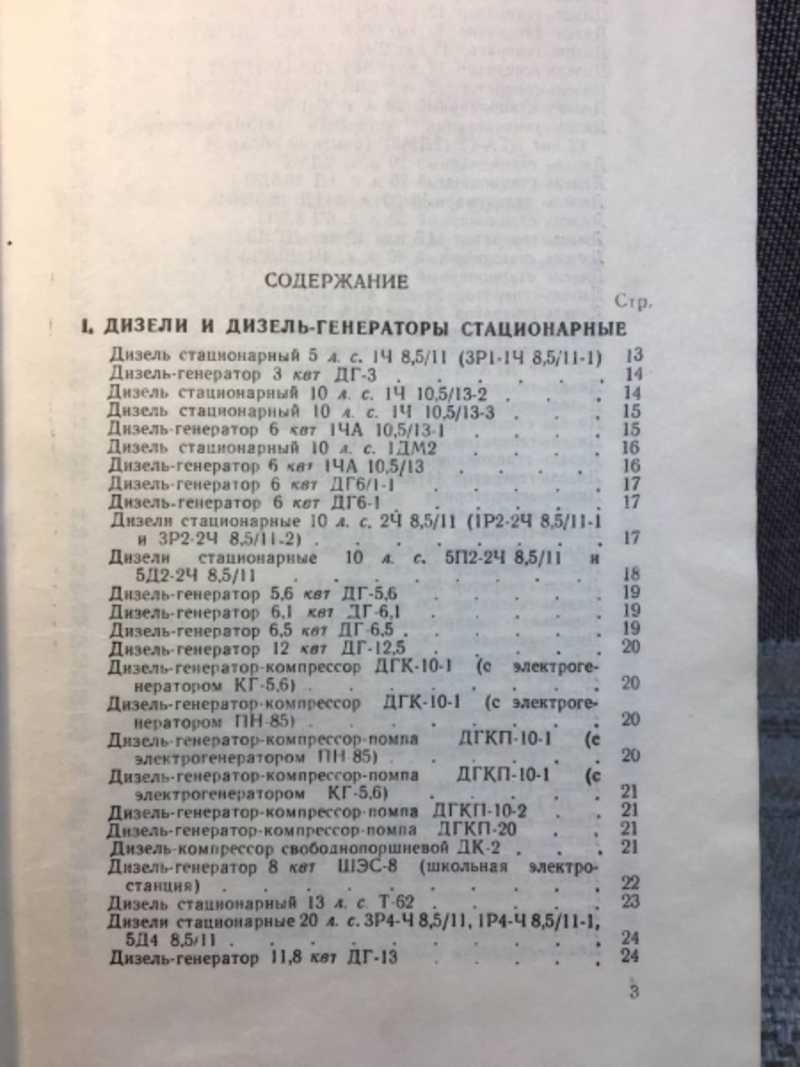 СОДЕРЖАНИЕ
Стр.
I. ДИЗЕЛИ И ДИЗЕЛЬ-ГЕНЕРАТОРЫ СТАЦИОНАРНЫЕ
Дизель стационарный 5 л. с. 1Ч 8,5/11 (3Р1-1Ч 8,5/11-1) 13
Дизель-генератор 3 квт ДГ-3 . . . . . . 14
Дизель стационарный 10 л. с. 1Ч 10,5/13-2 . . . 14
Дизель стационарный 10 л. с. 1Ч 10,5/13-3 . . . 15
Дизель-генератор 6 квт 1ЧА 10,5/13-1 . . . . 15
Дизель стационарный 10 л. с. 1ДМ2 . . . . 16
Дизель-генератор 6 квт 1ЧА 10,5/13 . . . . 16
Дизель-генератор 6 квт ДГ6/1-1 . . . . . 17
Дизель-генератор 6 квт ДГ6-1 . . . . . . 17
Дизели стационарные 10 л. с. 2Ч 8,5/11 (1Р2-2Ч 8,5/11-1
и 3Р2-2Ч 8,5/11-2) . . . . . . . . 17
Дизели стационарные 10 л. с. 5П2-2Ч 8,5/11 и
5Д2-2Ч 8,5/11 . . . . . . . . 18
Дизель-генератор 5,6 квт ДГ-5,6 . . . . . 19
Дизель-генератор 6,1 квт ДГ-6,1 . . . . . 19
Дизель-генератор 6,5 квт ДГ-6,5 . . . . . . 19
Дизель-генератор 12 квт ДГ-12,5 . . . . . 20
Дизель-генератор-компрессор ДГК-10-1 (с электроге-
нератором КГ-5,6) . . . . . . . . 20
Дизель-генератор-компрессор ДГК-10-1 (с электроге-
нератором ПН-85) . . . . . . . . 20
Дизель-генератор-компрессор-помпа ДГКП-10-1 (с
электрогенератором ПН-85) . . . . . . 20
Дизель-генератор-компрессор-помпа ДГКП-10-1 (с
электрогенератором КГ-5,6) . . . . . 21
Дизель-генератор-компрессор-помпа ДГКП-10-2 . . 21
Дизель-генератор-компрессор-помпа ДГКП-20 . . 21
Дизель-компрессор свободнопоршневой ДК-2 . . . 21
Дизель-генератор 8 квт ШЭС-8 (школьная электро-
станция) . . . . . . . . . . 22
Дизель стационарный 13 л. с. Т-62 . . . . . 23
Дизели стационарные 20 л. с. 3Р4-Ч 8,5/11, 1Р4-Ч 8,5/11-1,
5Д4 8,5/11 . . . . . . . . . . 24
Дизель-генератор 11,8 квт ДГ-13 . . . . . 24
3